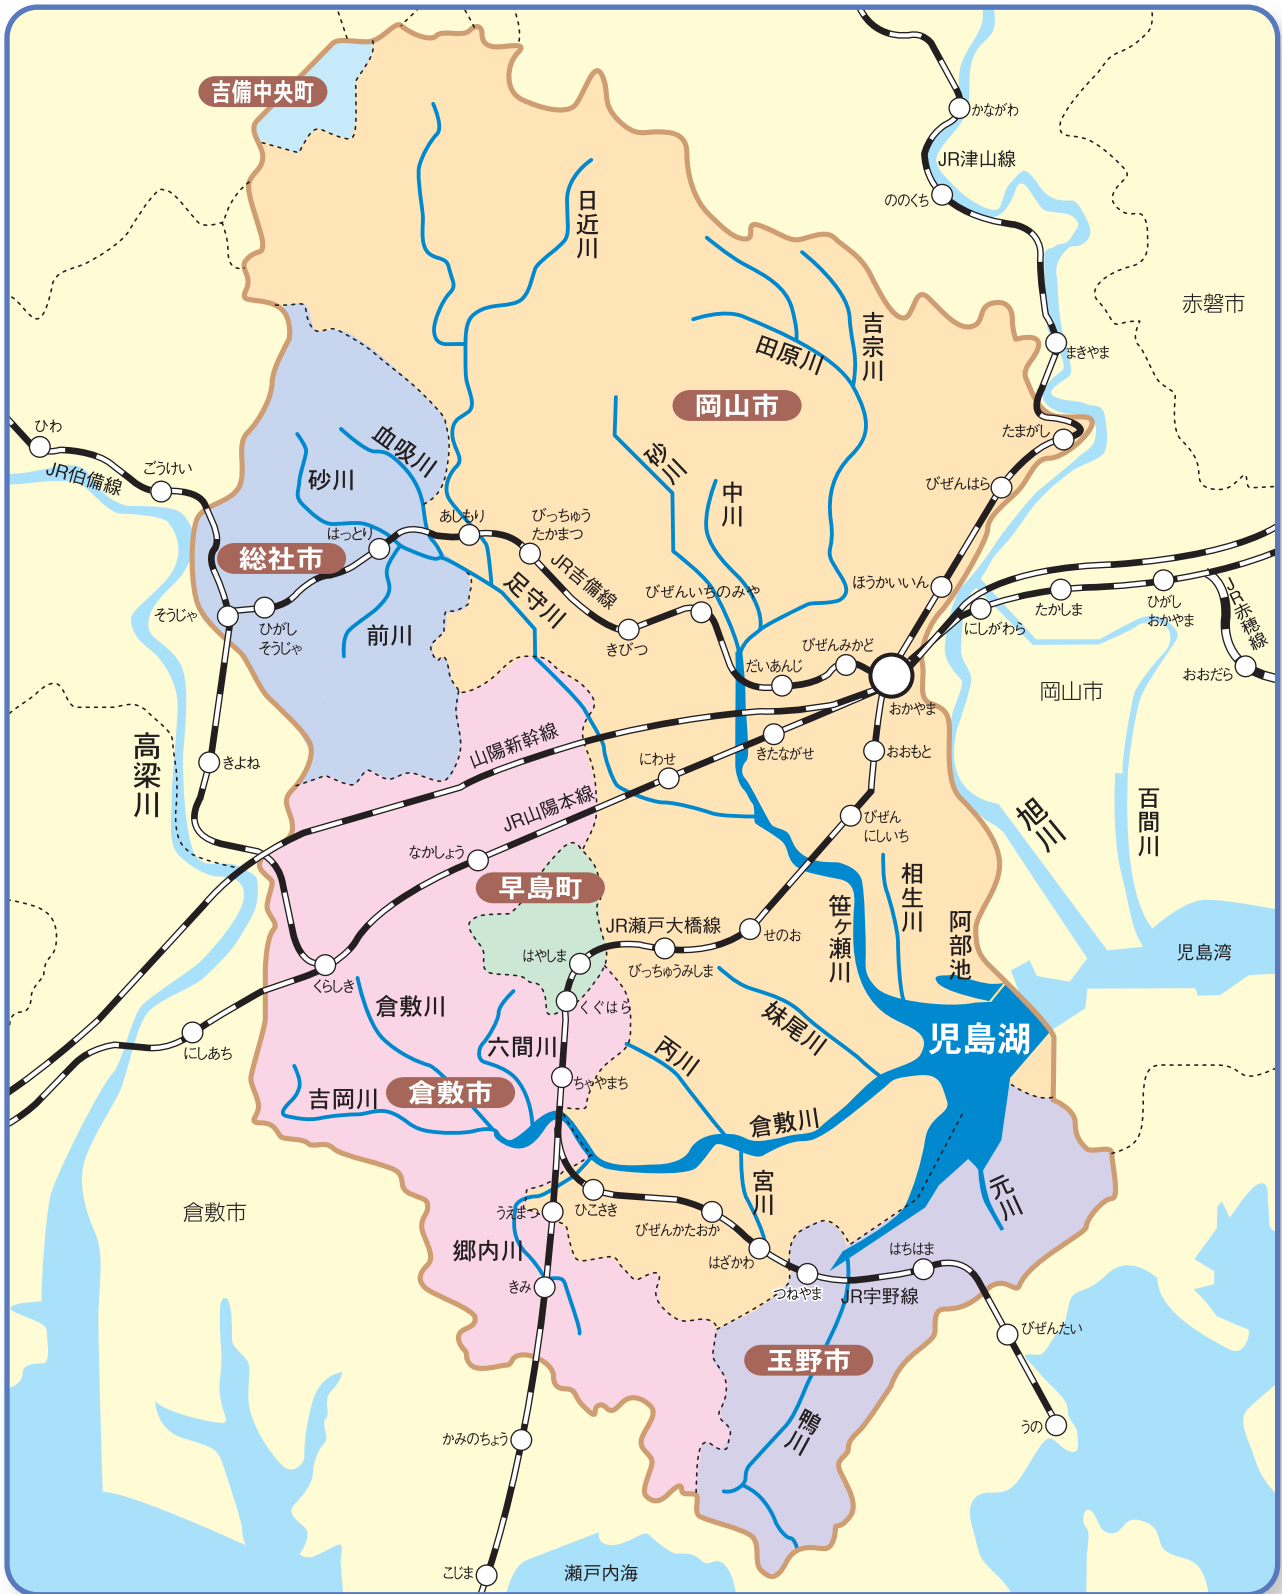 吉備中央町
かながわ
JR津山線
ののくち
日近川
赤磐市
吉宗川
田原川
まきやま
岡山市
ひわ
たまがし
JR伯備線
ごうけい
血吸川
砂川
砂川
中川
びぜんはら
あしもり
びっちゅう
たかまつ
はっとり
総社市
JR吉備線
足守川
ほうかいいん
びぜんいちのみや
たかしま
ひがし
おかやま
JR赤穂線
そうじゃ
ひがし
そうじゃ
前川
きびつ
にしがわら
びぜんみかど
だいあんじ
おおだら
岡山市
おかやま
高梁川
山陽新幹線
きよね
にわせ
きたながせ
おおもと
JR山陽本線
びぜん
にしいち
旭川
百間川
なかしょう
早島町
相生川
笹ヶ瀬川
阿部池
JR瀬戸大橋線
せのお
はやしま
びっちゅうみしま
児島湾
くらしき
倉敷川
くぐはら
妹尾川
児島湖
にしあち
六間川
丙川
ちゃやまち
吉岡川
倉敷市
倉敷川
宮川
元川
倉敷市
うえまつ
ひこさき
びぜんかたおか
郷内川
はざかわ
はちはま
きみ
つねやま
JR宇野線
びぜんたい
玉野市
鴨川
うの
かみのちょう
こじま
瀬戸内海